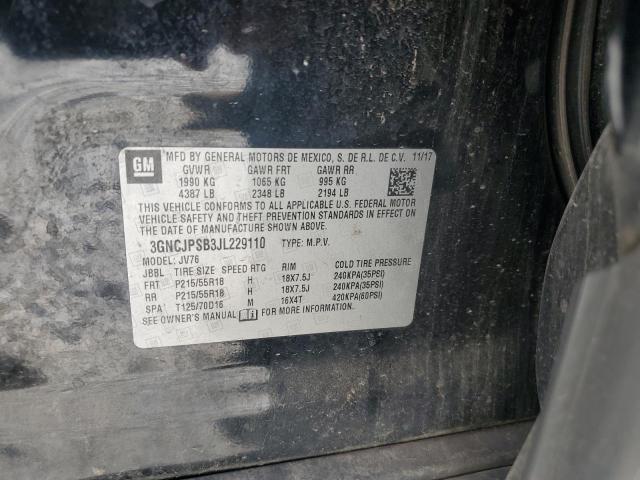 GM
MFD BY GENERAL MOTORS DE MEXICO, S. DE R.L. DE C.V. 11/17
GVWR GAWR FRT GAWR RR
1990 KG 1065 KG 995 KG
4387 LB 2348 LB 2194 LB
THIS VEHICLE CONFORMS TO ALL APPLICABLE U.S. FEDERAL MOTOR
VEHICLE SAFETY AND THEFT PREVENTION STANDARDS IN EFFECT ON
THE DATE OF MANUFACTURE SHOWN ABOVE.
3GNCJPSB3JL229110 TYPE: M.P.V.
MODEL: JV76
JBBL TIRE SIZE SPEED RTG RIM COLD TIRE PRESSURE
FRT P215/55R18 H 18X7.5J 240KPA(35PSI)
RR P215/55R18 H 18X7.5J 240KPA(35PSI)
SPA T125/70D16 M 16X4T 420KPA(60PSI)
SEE OWNER'S MANUAL FOR MORE INFORMATION.